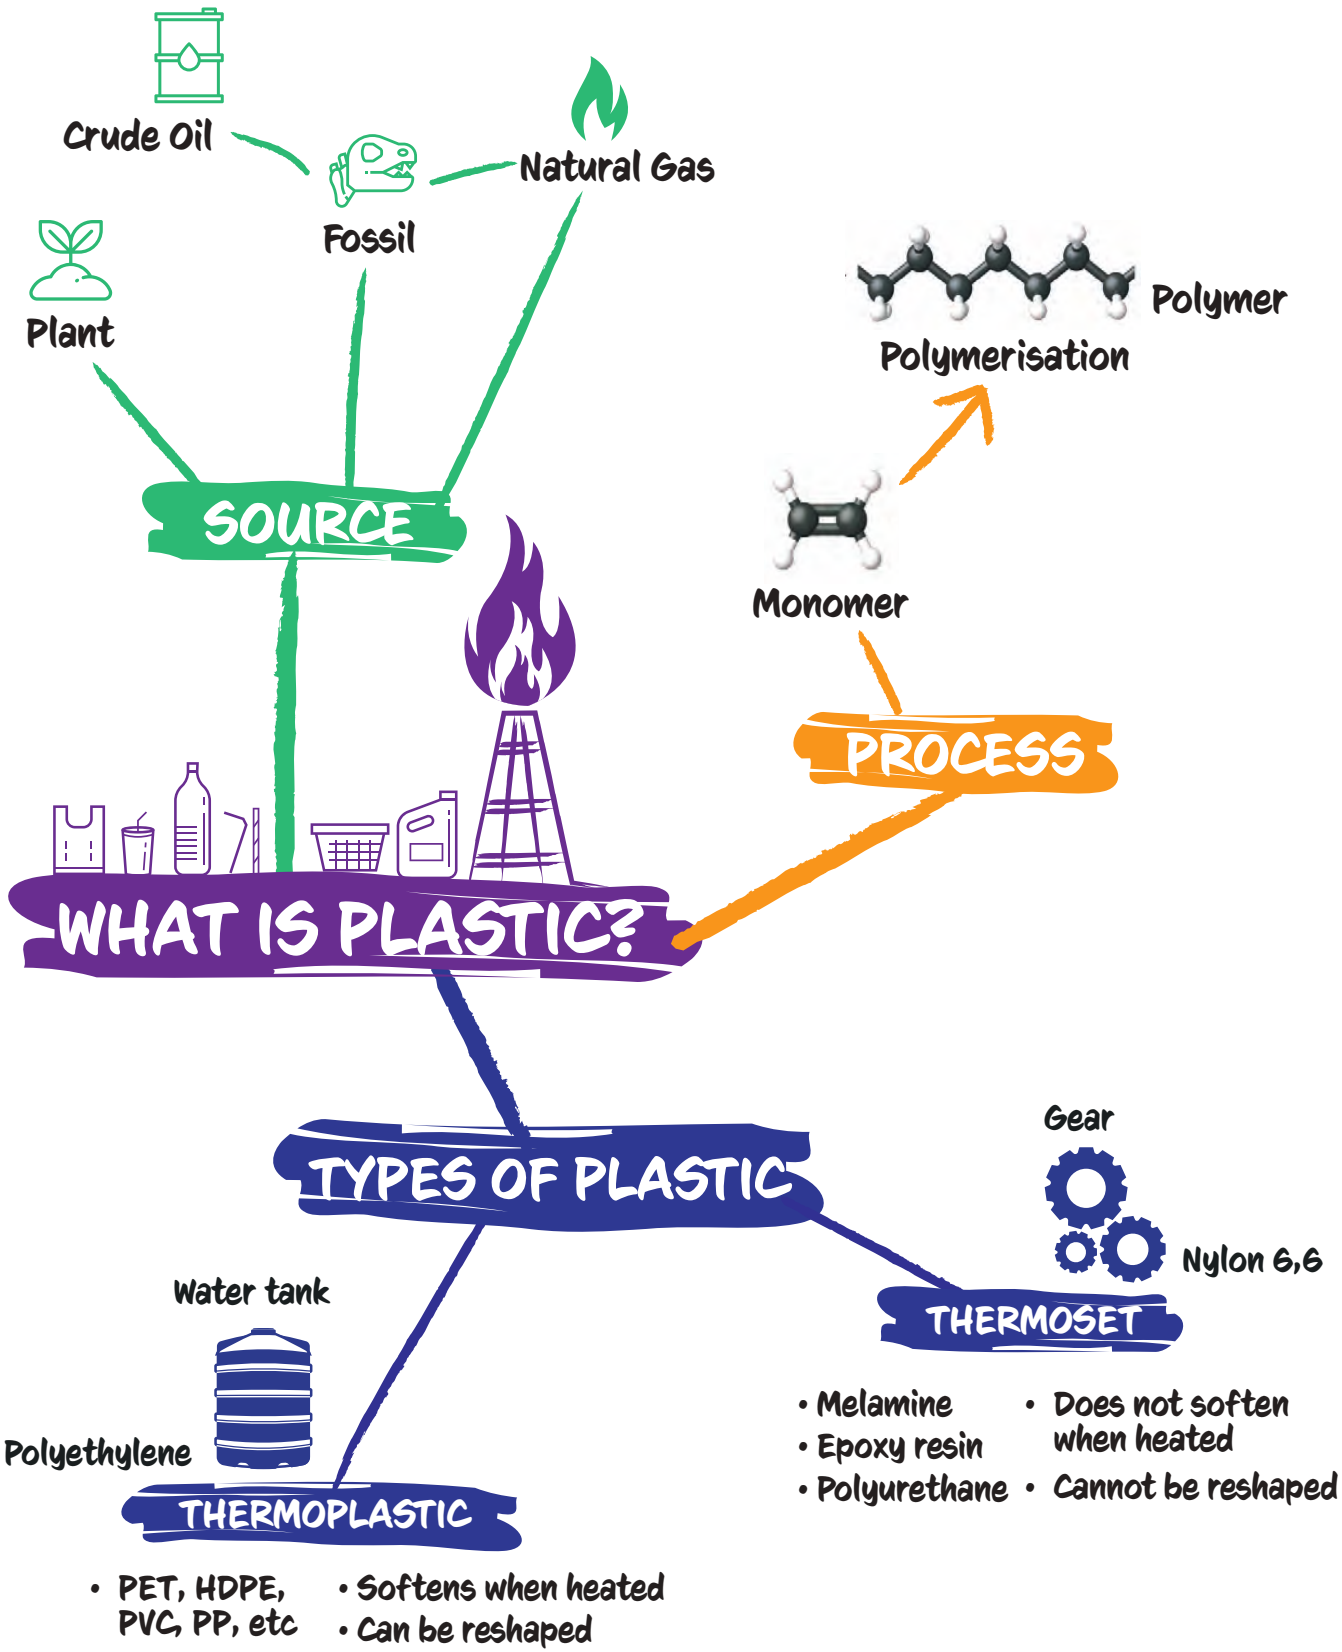 Crude Oil
Natural Gas
Fossil
Plant
SOURCE
Polymer
Polymerisation
Monomer
PROCESS
WHAT IS PLASTIC?
TYPES OF PLASTIC
Gear
Nylon 6,6
THERMOSET
• Melamine
• Epoxy resin
• Polyurethane
• Does not soften
when heated
• Cannot be reshaped
Water tank
Polyethylene
THERMOPLASTIC
• PET, HDPE,
PVC, PP, etc
• Softens when heated
• Can be reshaped